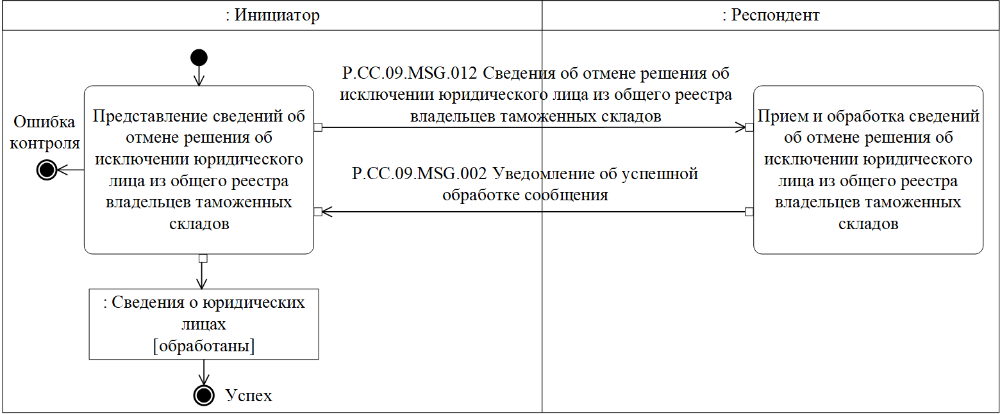 : Инициатор
: Респондент
P.CC.09.MSG.012 Сведения об отмене решения об
исключении юридического лица из общего реестра
владельцев таможенных складов
Ошибка
контроля
Представление сведений об
отмене решения об
исключении юридического
лица из общего реестра
владельцев таможенных
складов
Прием и обработка сведений
об отмене решения об
исключении юридического
лица из общего реестра
владельцев таможенных
складов
P.CC.09.MSG.002 Уведомление об успешной
обработке сообщения
: Сведения о юридических
лицах
[обработаны]
Успех